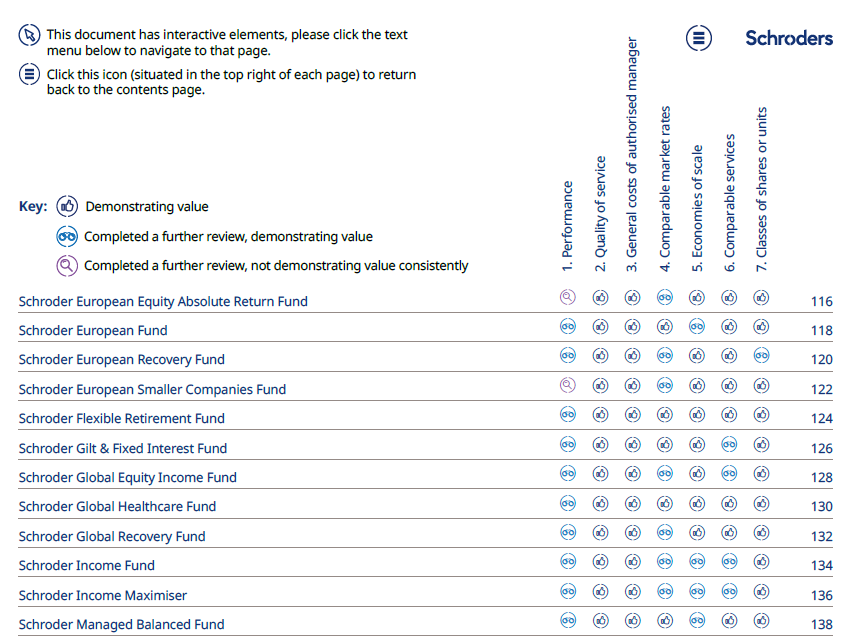 This document has interactive elements, please click the text
menu below to navigate to that page.
Click this icon (situated in the top right of each page) to return
back to the contents page.
Schroders
Key:
Demonstrating value
Completed a further review, demonstrating value
Completed a further review, not demonstrating value consistently
1. Performance
2. Quality of service
3. General costs of authorised manager
4. Comparable market rates
5. Economies of scale
6. Comparable services
7. Classes of shares or units
Schroder European Equity Absolute Return Fund 116
Schroder European Fund 118
Schroder European Recovery Fund 120
Schroder European Smaller Companies Fund 122
Schroder Flexible Retirement Fund 124
Schroder Gilt & Fixed Interest Fund 126
Schroder Global Equity Income Fund 128
Schroder Global Healthcare Fund 130
Schroder Global Recovery Fund 132
Schroder Income Fund 134
Schroder Income Maximiser 136
Schroder Managed Balanced Fund 138